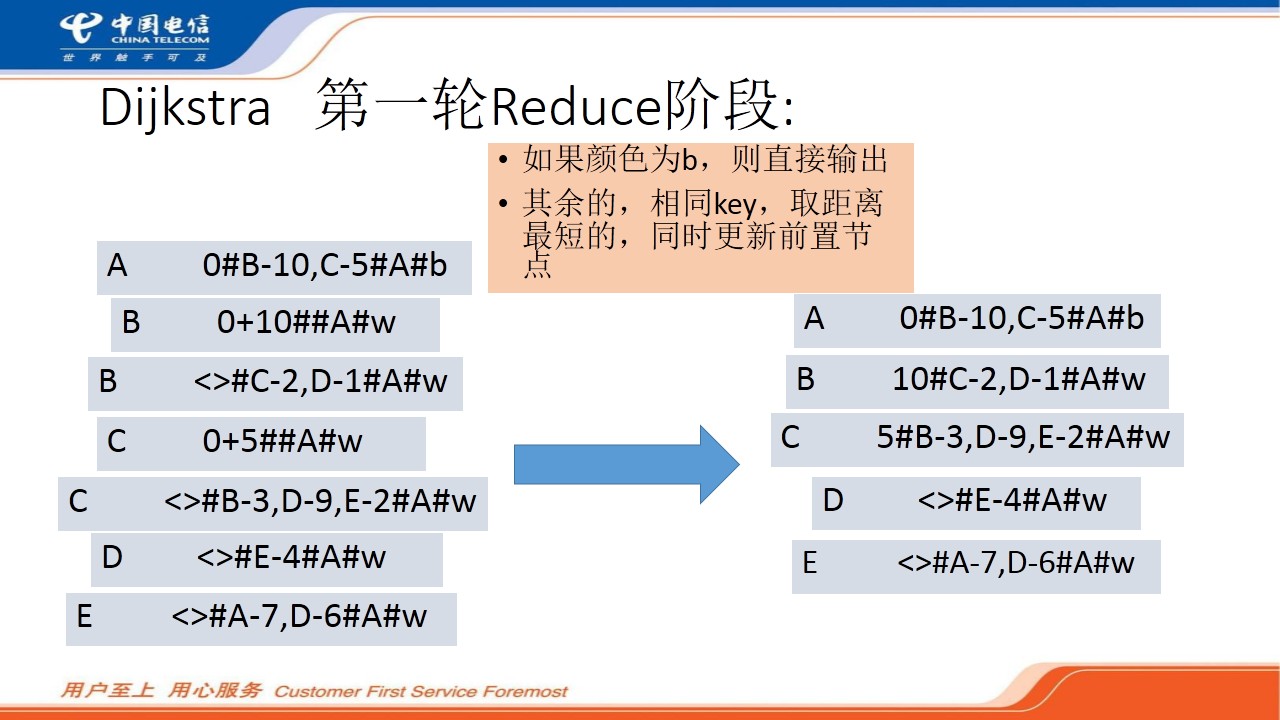 中国电信
CHINA TELECOM
世界触手可及
Dijkstra 第一轮Reduce阶段:
• 如果颜色为b，则直接输出
• 其余的，相同key，取距离
最短的，同时更新前置节
点
A 0#B-10,C-5#A#b
B 0+10##A#w
B <>#C-2,D-1#A#w
C 0+5##A#w
C <>#B-3,D-9,E-2#A#w
D <>#E-4#A#w
E <>#A-7,D-6#A#w
A 0#B-10,C-5#A#b
B 10#C-2,D-1#A#w
C 5#B-3,D-9,E-2#A#w
D <>#E-4#A#w
E <>#A-7,D-6#A#w
用户至上 用心服务 Customer First Service Foremost